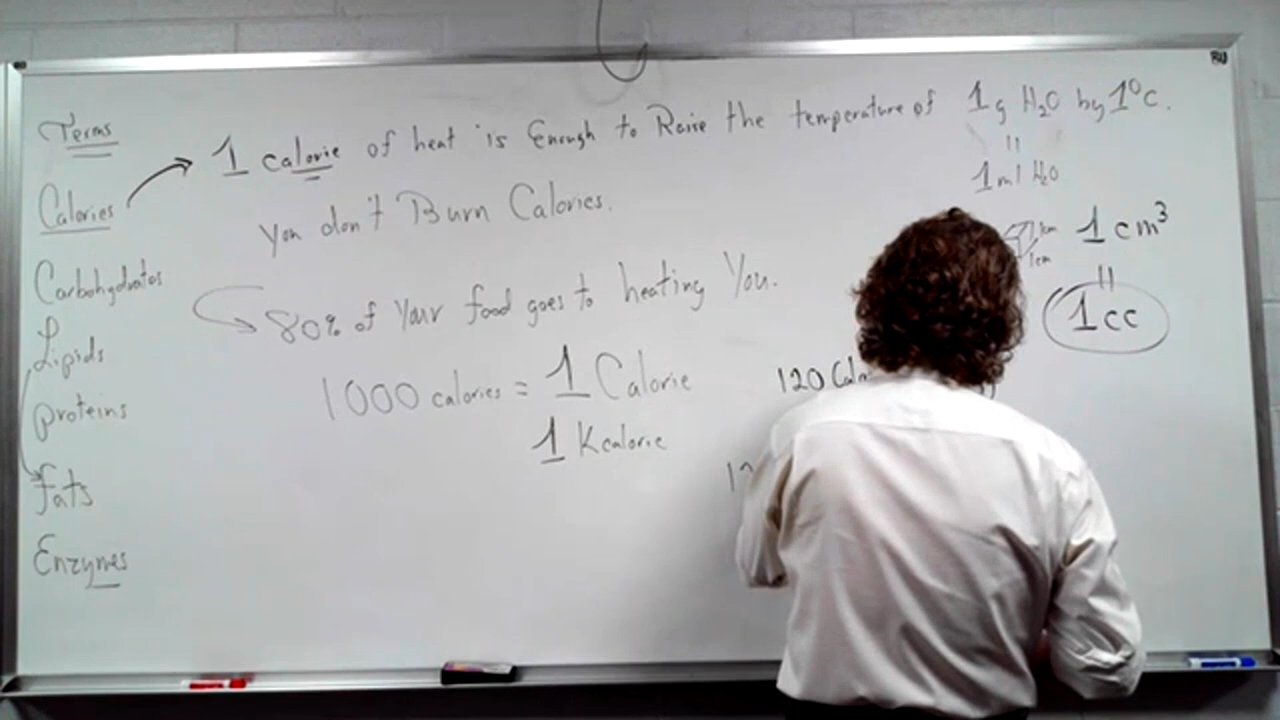 Terms
Calories
Carbohydrates
Lipids
proteins
fats
Enzymes
1 calorie of heat is Enough to Raise the temperature of 1g H₂O by 1°C.
॥
1ml H₂O
You don't Burn Calories.
1cm
1cm
1 cm³
॥
1cc
80% of Your food goes to heating You.
1000 calories = 1 Calorie
1 Kcalorie
120